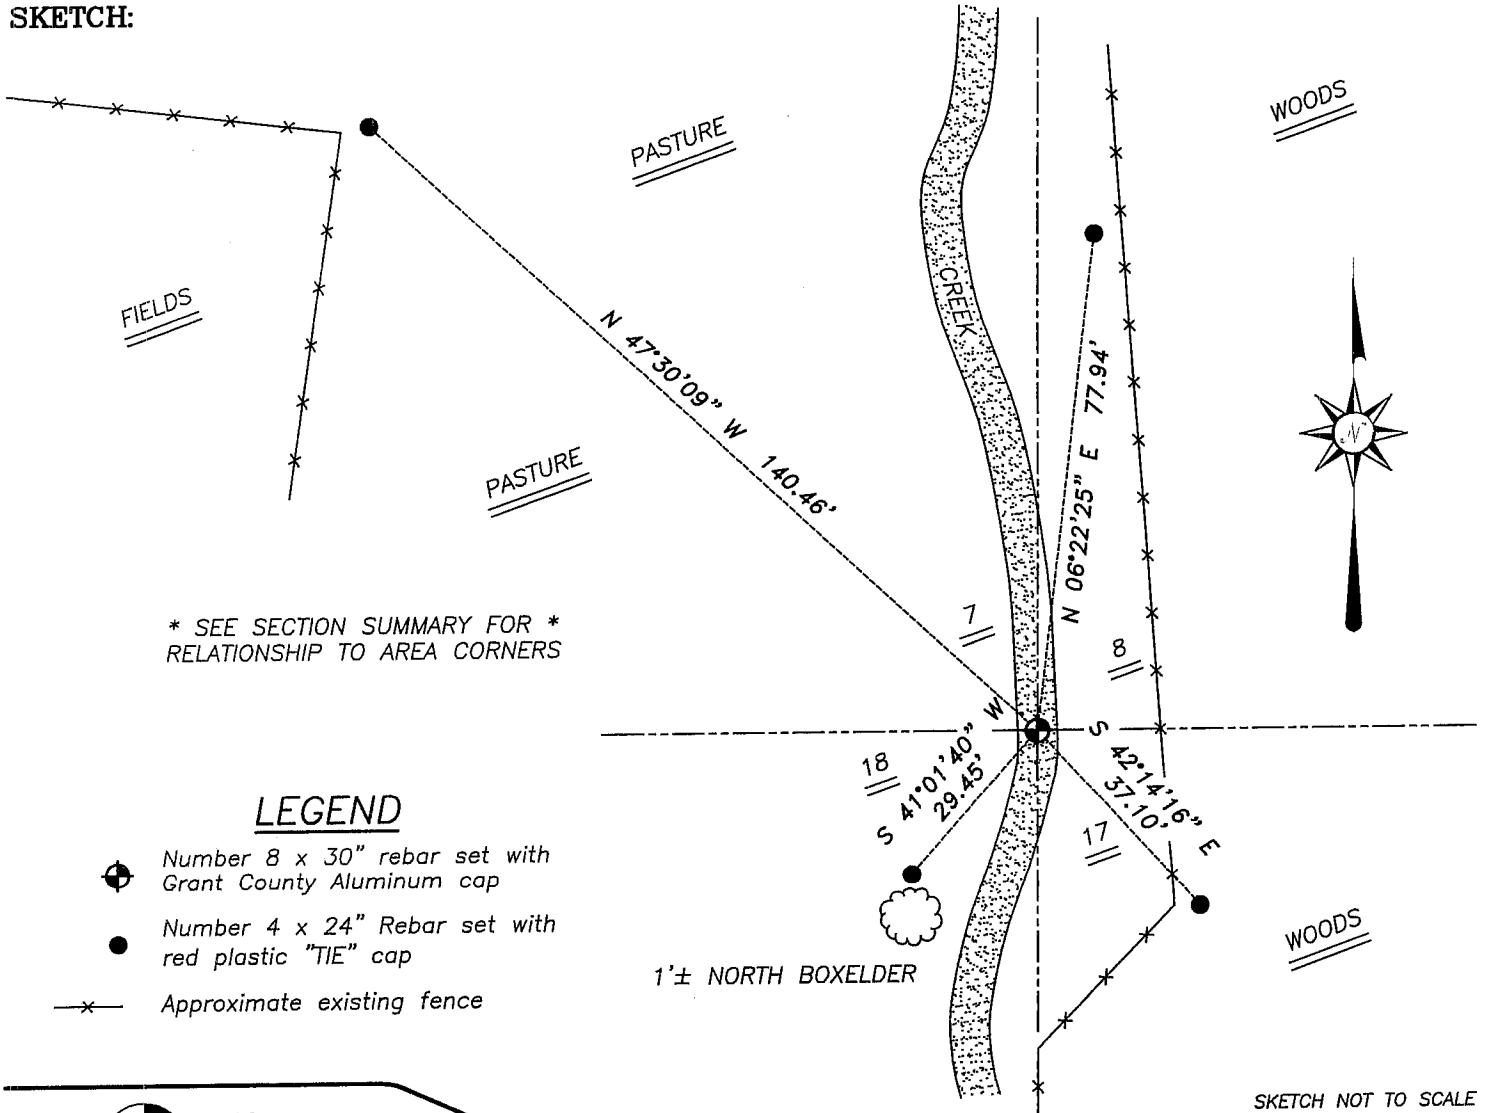 SKETCH:
WOODS
PASTURE
CREEK
FIELDS
N 47°30'09" W 140.46'
N 06°22'25" E 77.94'
N
PASTURE
* SEE SECTION SUMMARY FOR *
RELATIONSHIP TO AREA CORNERS
7
8
18
S 41°01'40" W
29.45'
S 42°14'16" E
37.10'
17
LEGEND
Number 8 x 30" rebar set with
Grant County Aluminum cap
Number 4 x 24" Rebar set with
red plastic "TIE" cap
Approximate existing fence
1'± NORTH BOXELDER
WOODS
SKETCH NOT TO SCALE